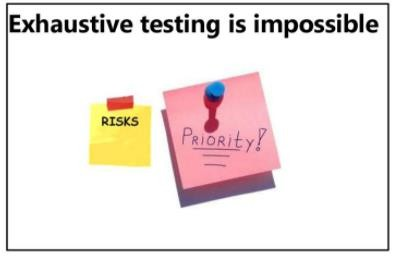 Exhaustive testing is impossible
RISKS
PRIORITY!